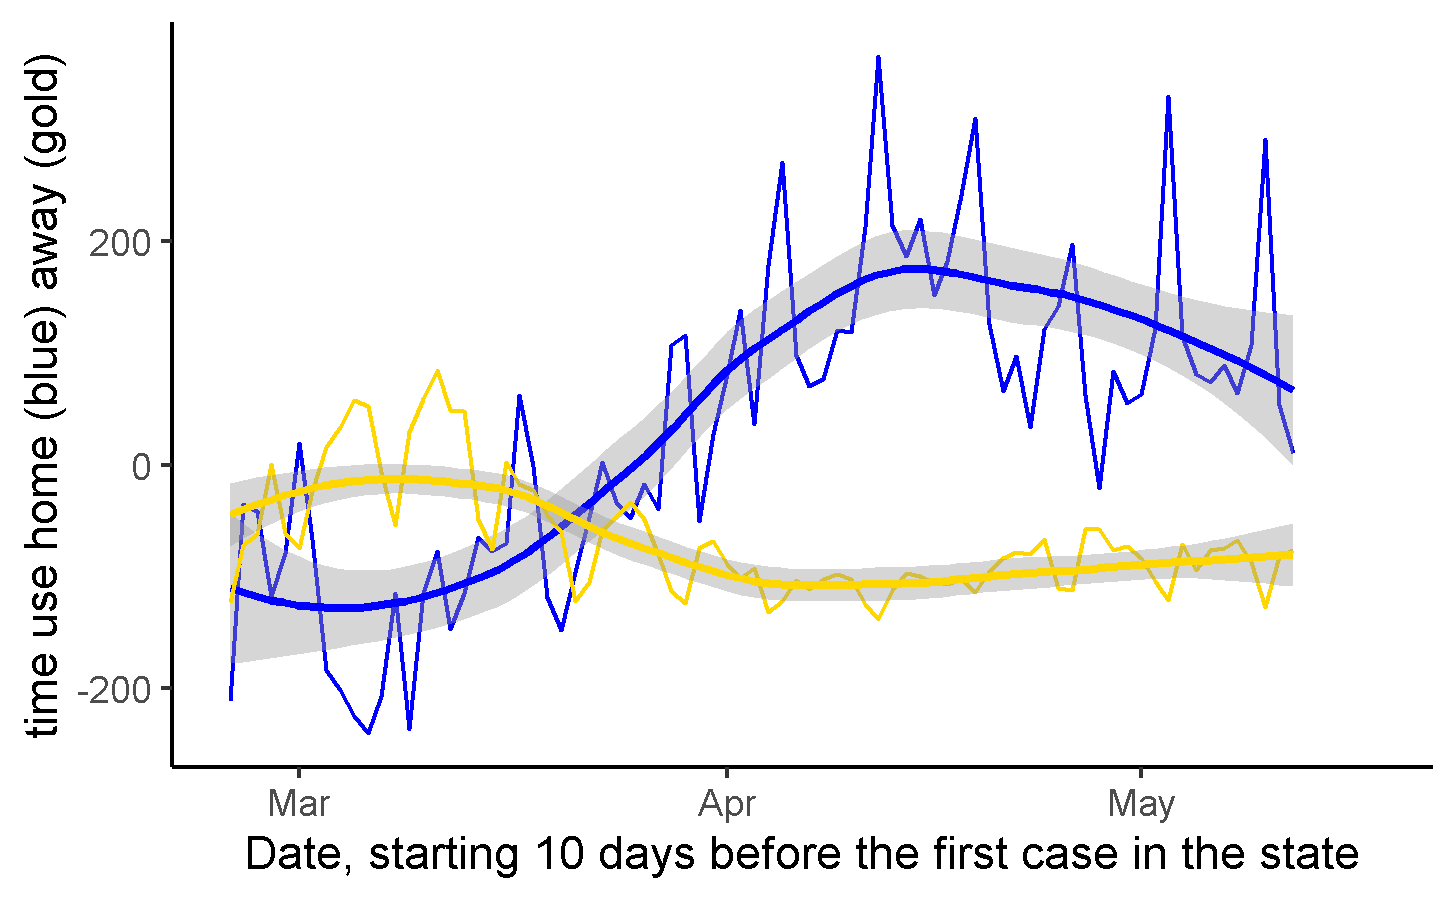 time use home (blue) away (gold)
200
0
-200
Mar
Apr
May
Date, starting 10 days before the first case in the state